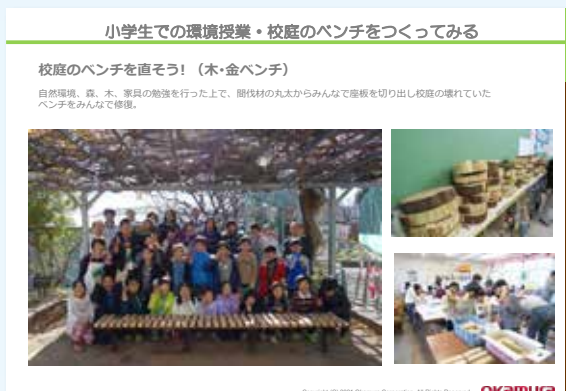 小学生での環境授業・校庭のベンチをつくってみる
校庭のベンチを直そう! (木・金ベンチ)
自然環境、森、木、家具の勉強を行った上で、間伐材の丸太からみんなで座板を切り出し校庭の壊れていた
ベンチをみんなで修復。
okamura